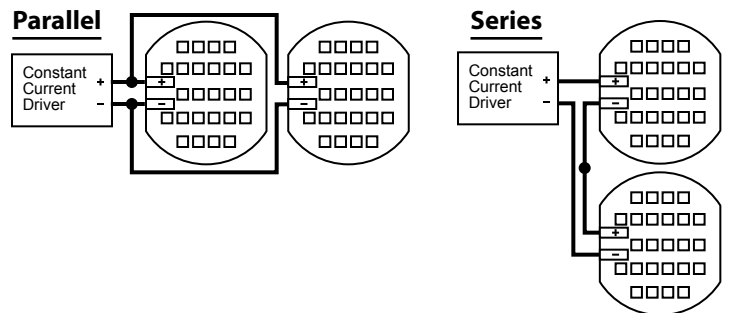 Parallel
Constant +
Current
Driver −
+
−
+
−
Series
Constant
Current +
Driver −
+
−
+
−